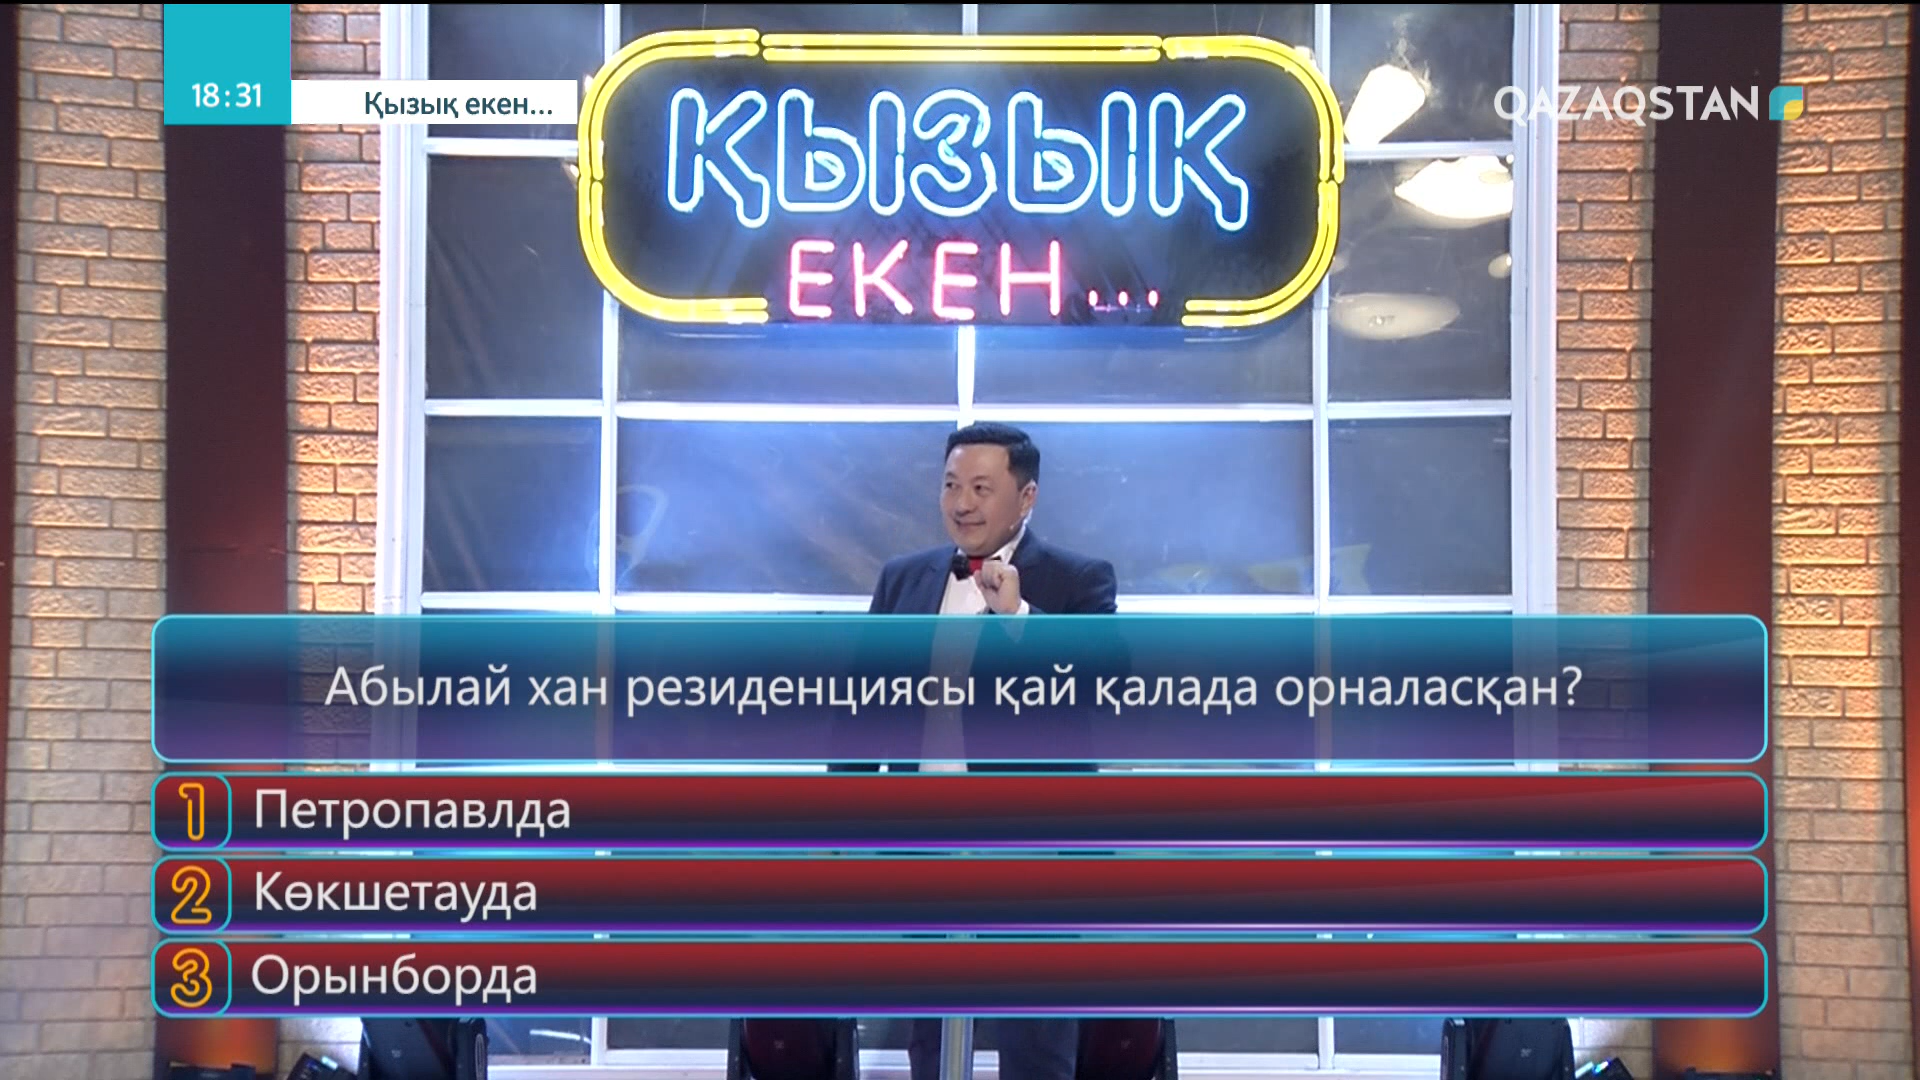 18:31
Қызық екен...
QAZAQSTAN
ҚЫЗЫҚ
ЕКЕН...
Абылай хан резиденциясы қай қалада орналасқан?
1 Петропавлда
2 Көкшетауда
3 Орынборда